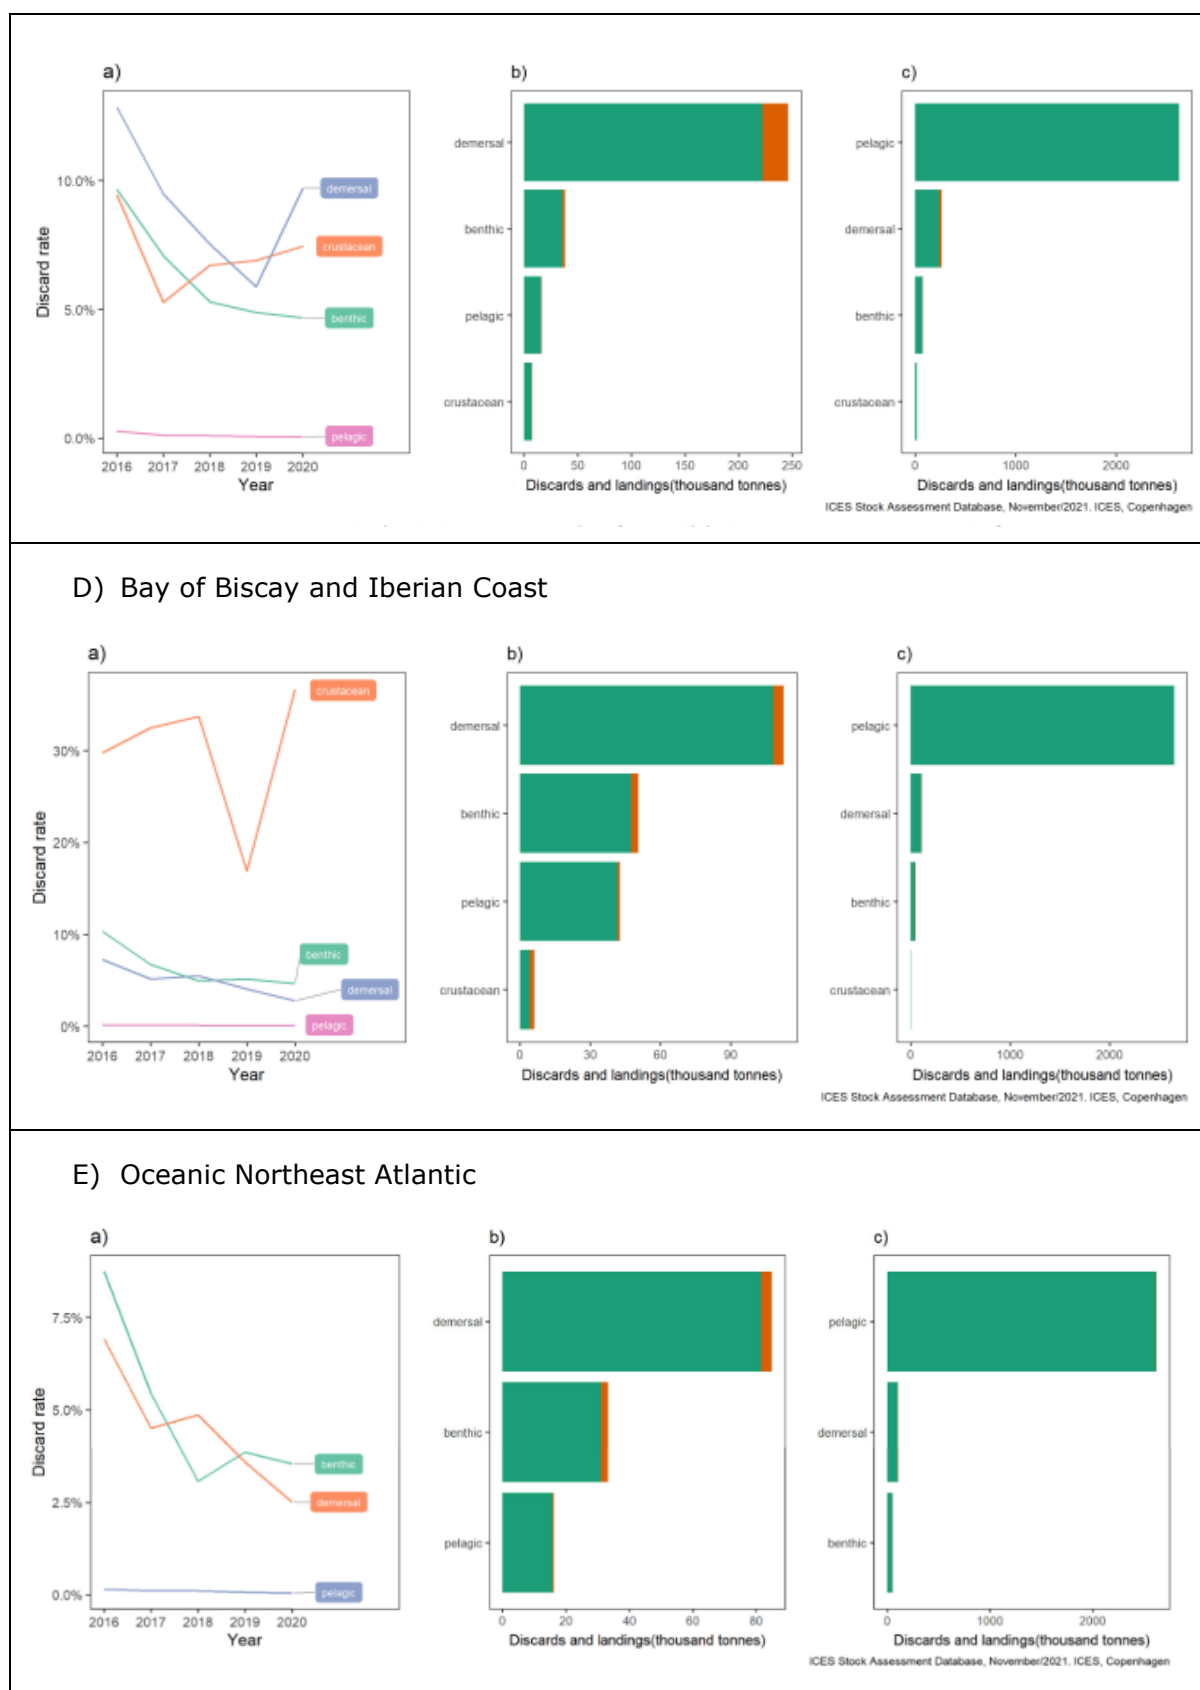 a)
b)
c)
Discard rate
10.0%
5.0%
0.0%
demersal
crustacean
benthic
pelagic
2016 2017 2018 2019 2020
Year
demersal
benthic
pelagic
crustacean
0 50 100 150 200 250
Discards and landings(thousand tonnes)
pelagic
demersal
benthic
crustacean
0 1000 2000
Discards and landings(thousand tonnes)
ICES Stock Assessment Database, November/2021. ICES, Copenhagen
D) Bay of Biscay and Iberian Coast
a)
b)
c)
Discard rate
30%
20%
10%
0%
crustacean
benthic
demersal
pelagic
2016 2017 2018 2019 2020
Year
demersal
benthic
pelagic
crustacean
0 30 60 90
Discards and landings(thousand tonnes)
pelagic
demersal
benthic
crustacean
0 1000 2000
Discards and landings(thousand tonnes)
ICES Stock Assessment Database, November/2021. ICES, Copenhagen
E) Oceanic Northeast Atlantic
a)
b)
c)
Discard rate
7.5%
5.0%
2.5%
0.0%
benthic
demersal
pelagic
2016 2017 2018 2019 2020
Year
demersal
benthic
pelagic
0 20 40 60 80
Discards and landings(thousand tonnes)
pelagic
demersal
benthic
0 1000 2000
Discards and landings(thousand tonnes)
ICES Stock Assessment Database, November/2021. ICES, Copenhagen